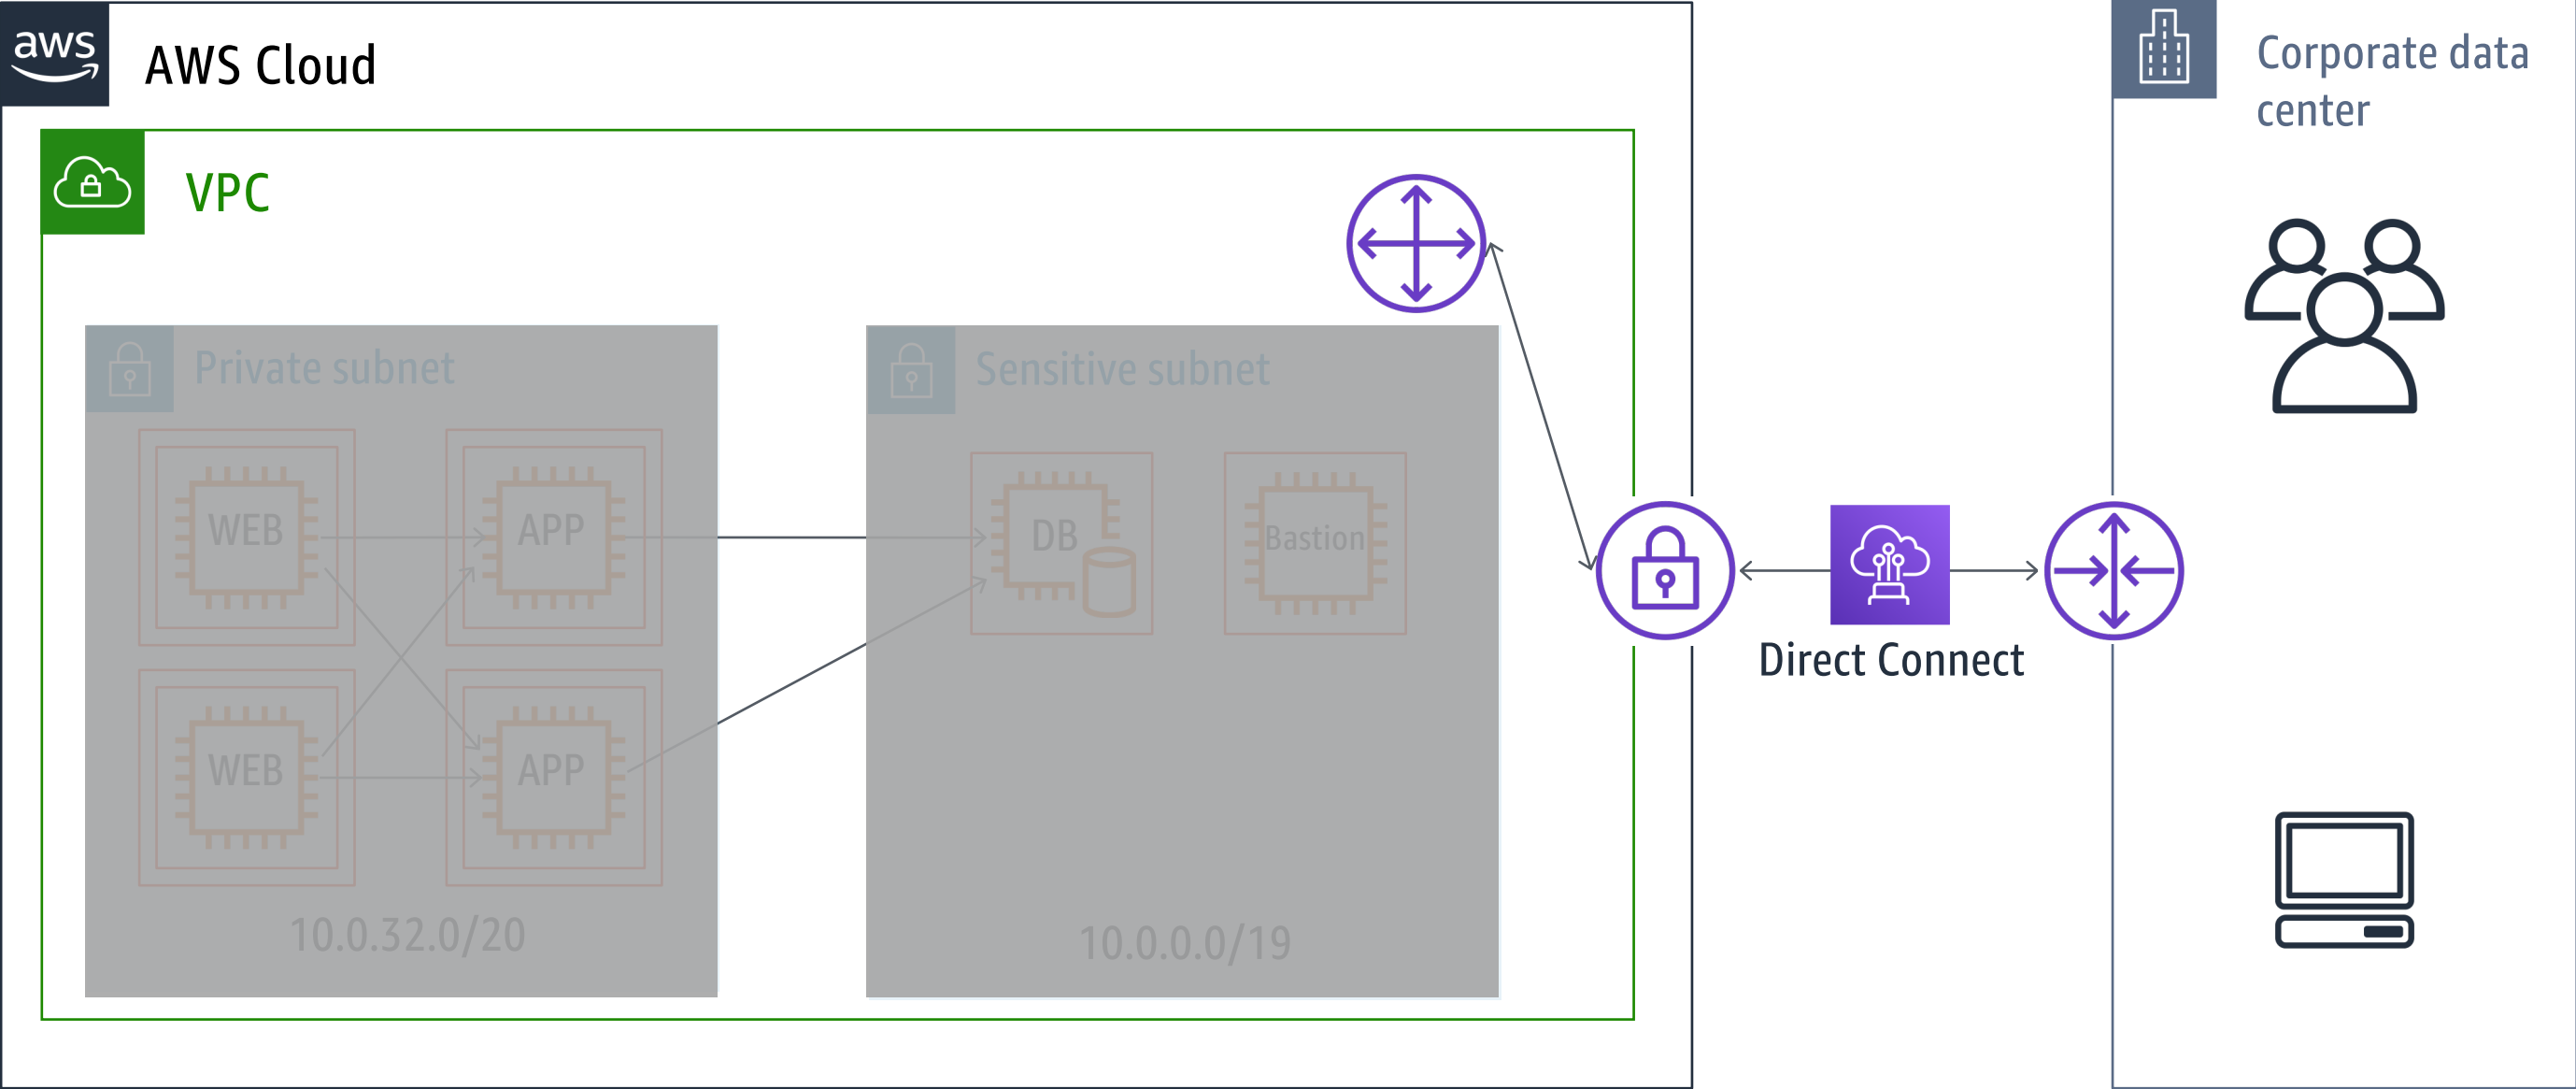 aws
AWS Cloud
VPC
Private subnet
WEB
APP
WEB
APP
10.0.32.0/20
Sensitive subnet
DB
Bastion
10.0.0.0/19
Direct Connect
Corporate data
center